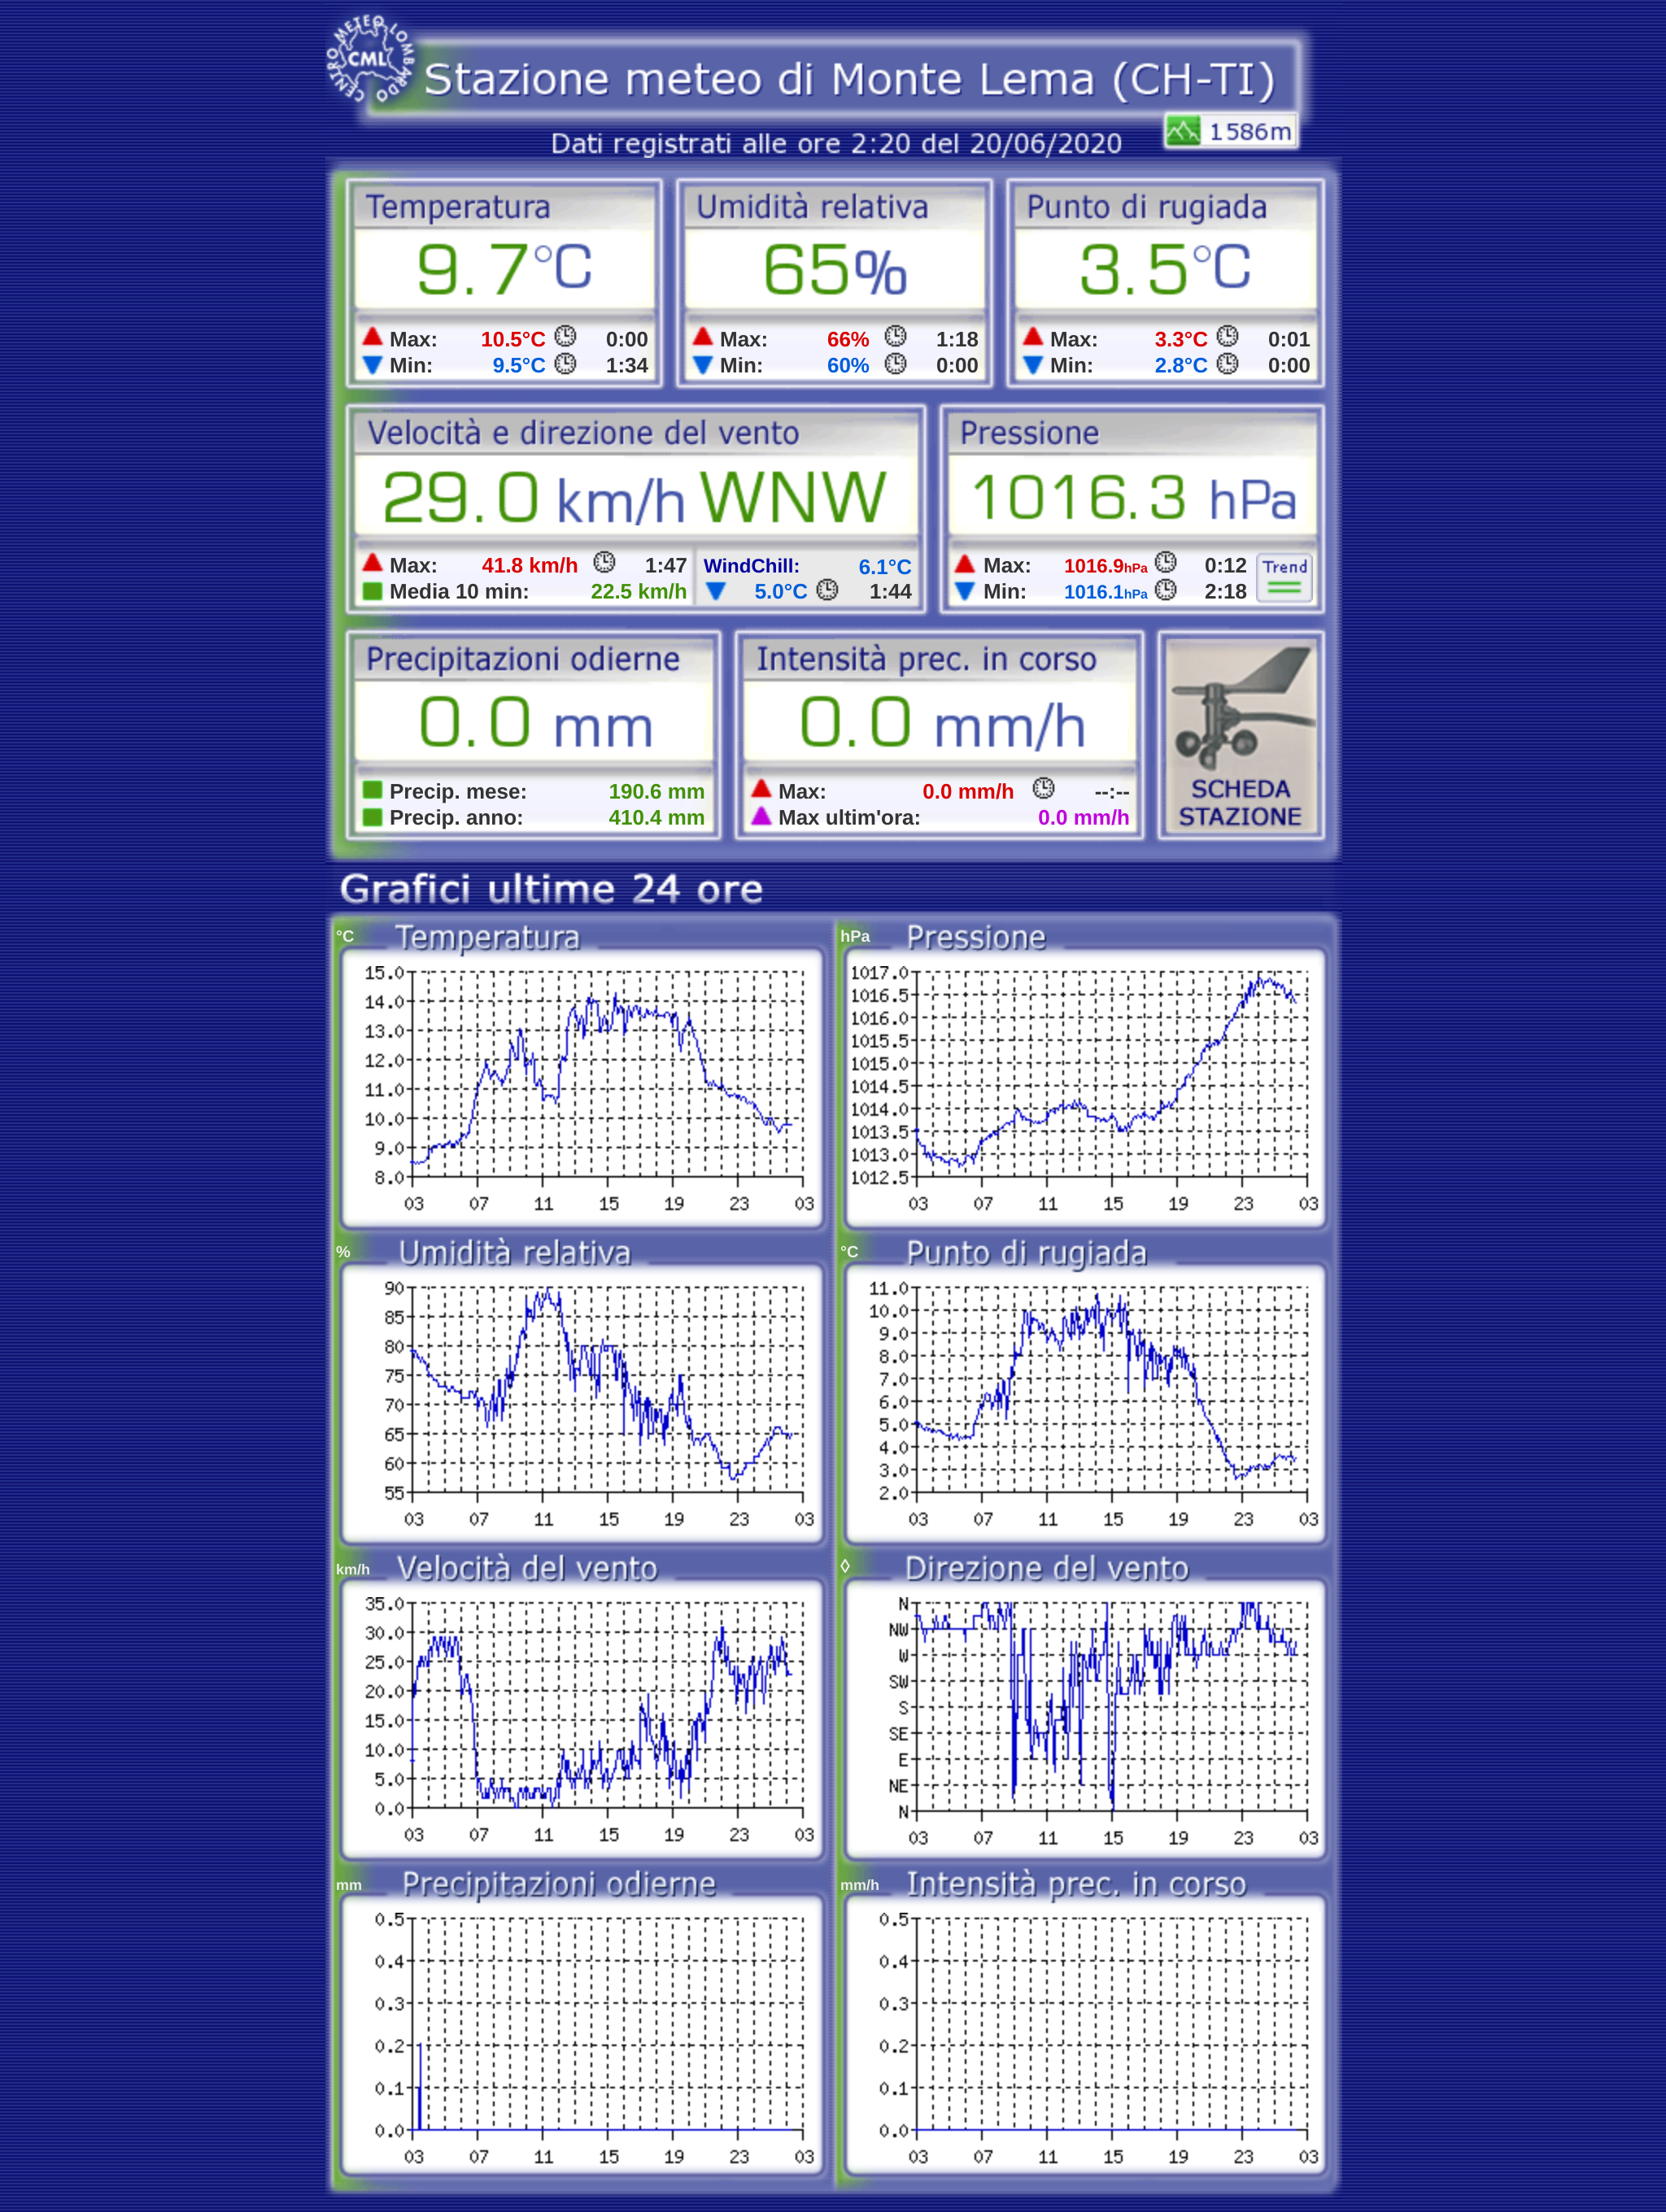 CENTRO METEO LOMBARDO
CML
Stazione meteo di Monte Lema (CH-TI)
1586m
Dati registrati alle ore 2:20 del 20/06/2020
Temperatura
9.7°C
Max: 10.5°C 0:00
Min: 9.5°C 1:34
Umidità relativa
65%
Max: 66% 1:18
Min: 60% 0:00
Punto di rugiada
3.5°C
Max: 3.3°C 0:01
Min: 2.8°C 0:00
Velocità e direzione del vento
29.0 km/h WNW
Max: 41.8 km/h 1:47
Media 10 min: 22.5 km/h
WindChill: 6.1°C
5.0°C 1:44
Pressione
1016.3 hPa
Max: 1016.9hPa 0:12
Min: 1016.1hPa 2:18
Trend
Precipitazioni odierne
0.0 mm
Precip. mese: 190.6 mm
Precip. anno: 410.4 mm
Intensità prec. in corso
0.0 mm/h
Max: 0.0 mm/h --:--
Max ultim'ora: 0.0 mm/h
SCHEDA
STAZIONE
Grafici ultime 24 ore
°C Temperatura
15.0
14.0
13.0
12.0
11.0
10.0
9.0
8.0
03 07 11 15 19 23 03
hPa Pressione
1017.0
1016.5
1016.0
1015.5
1015.0
1014.5
1014.0
1013.5
1013.0
1012.5
03 07 11 15 19 23 03
% Umidità relativa
90
85
80
75
70
65
60
55
03 07 11 15 19 23 03
°C Punto di rugiada
11.0
10.0
9.0
8.0
7.0
6.0
5.0
4.0
3.0
2.0
03 07 11 15 19 23 03
km/h Velocità del vento
35.0
30.0
25.0
20.0
15.0
10.0
5.0
0.0
03 07 11 15 19 23 03
◊ Direzione del vento
N
NW
W
SW
S
SE
E
NE
N
03 07 11 15 19 23 03
mm Precipitazioni odierne
0.5
0.4
0.3
0.2
0.1
0.0
03 07 11 15 19 23 03
mm/h Intensità prec. in corso
0.5
0.4
0.3
0.2
0.1
0.0
03 07 11 15 19 23 03